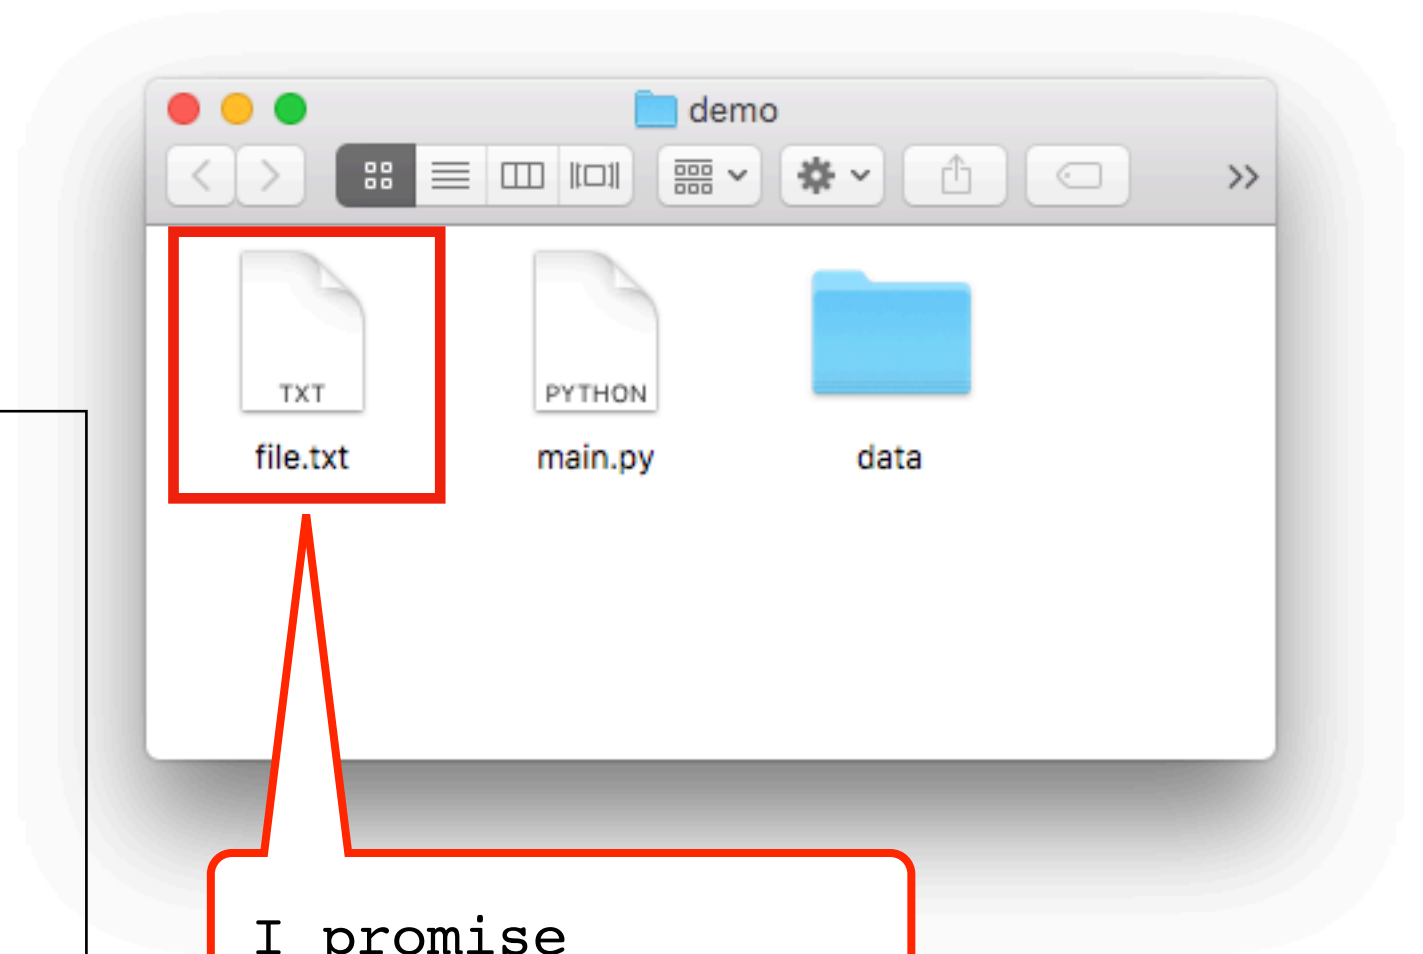 demo
TXT
PYTHON
file.txt
main.py
data
I promise